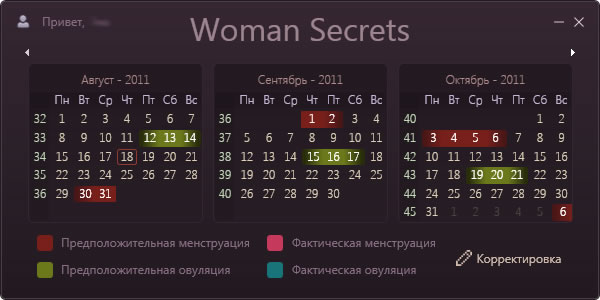 Привет,
Woman Secrets
Август - 2011
Пн Вт Ср Чт Пт Сб Вс
32 1 2 3 4 5 6 7
33 8 9 10 11 12 13 14
34 15 16 17 18 19 20 21
35 22 23 24 25 26 27 28
36 29 30 31
Сентябрь - 2011
Пн Вт Ср Чт Пт Сб Вс
36 1 2 3 4
37 5 6 7 8 9 10 11
38 12 13 14 15 16 17 18
39 19 20 21 22 23 24 25
40 26 27 28 29 30
Октябрь - 2011
Пн Вт Ср Чт Пт Сб Вс
40 1 2
41 3 4 5 6 7 8 9
42 10 11 12 13 14 15 16
43 17 18 19 20 21 22 23
44 24 25 26 27 28 29 30
45 31 1 2 3 4 5 6
Предположительная менструация
Фактическая менструация
Предположительная овуляция
Фактическая овуляция
Корректировка